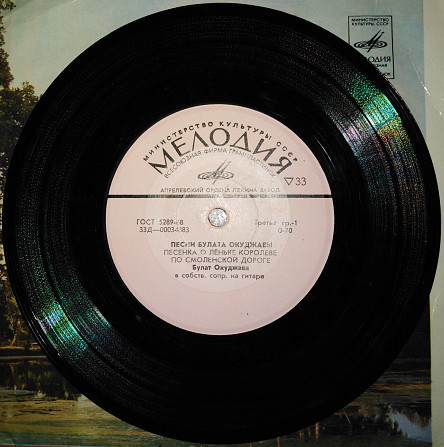 МИНИСТЕРСТВО
КУЛЬТУРЫ СССР
МЕЛОДИЯ
МИНИСТЕРСТВО КУЛЬТУРЫ СССР
МЕЛОДИЯ
ВСЕСОЮЗНАЯ ФИРМА ГРАМПЛАСТИНОК
33
АПРЕЛЕВСКИЙ ОРДЕНА ЛЕНИНА ЗАВОД
ГОСТ 5289-68 Третья гр.-1
33Д—00034383 0-70
ПЕСНИ БУЛАТА ОКУДЖАВЫ
ПЕСЕНКА О ЛЁНЬКЕ КОРОЛЕВЕ
ПО СМОЛЕНСКОЙ ДОРОГЕ
Булат Окуджава
в собств. сопр. на гитаре